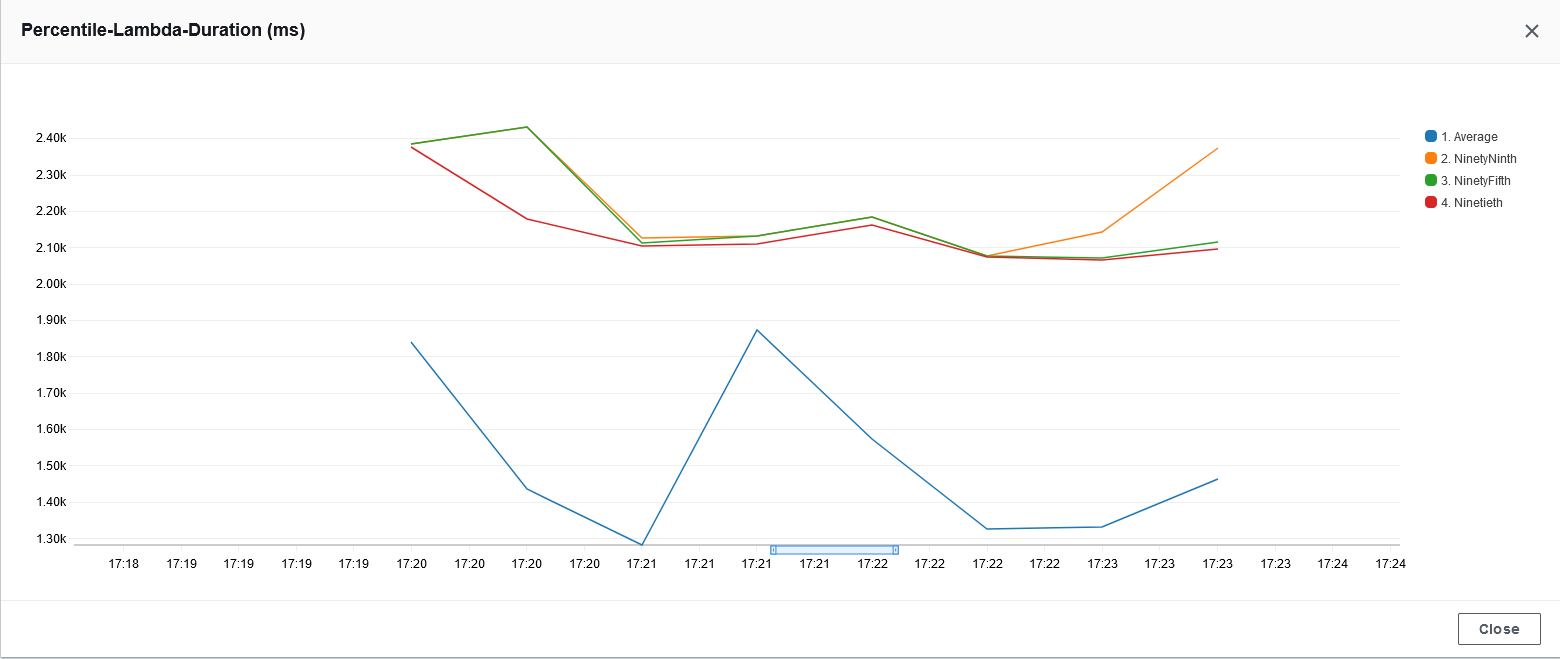 Percentile-Lambda-Duration (ms)
2.40k
2.30k
2.20k
2.10k
2.00k
1.90k
1.80k
1.70k
1.60k
1.50k
1.40k
1.30k
17:18 17:19 17:19 17:19 17:19 17:20 17:20 17:20 17:20 17:21 17:21 17:21 17:21 17:22 17:22 17:22 17:22 17:23 17:23 17:23 17:23 17:24 17:24
1. Average
2. NinetyNinth
3. NinetyFifth
4. Ninetieth
Close